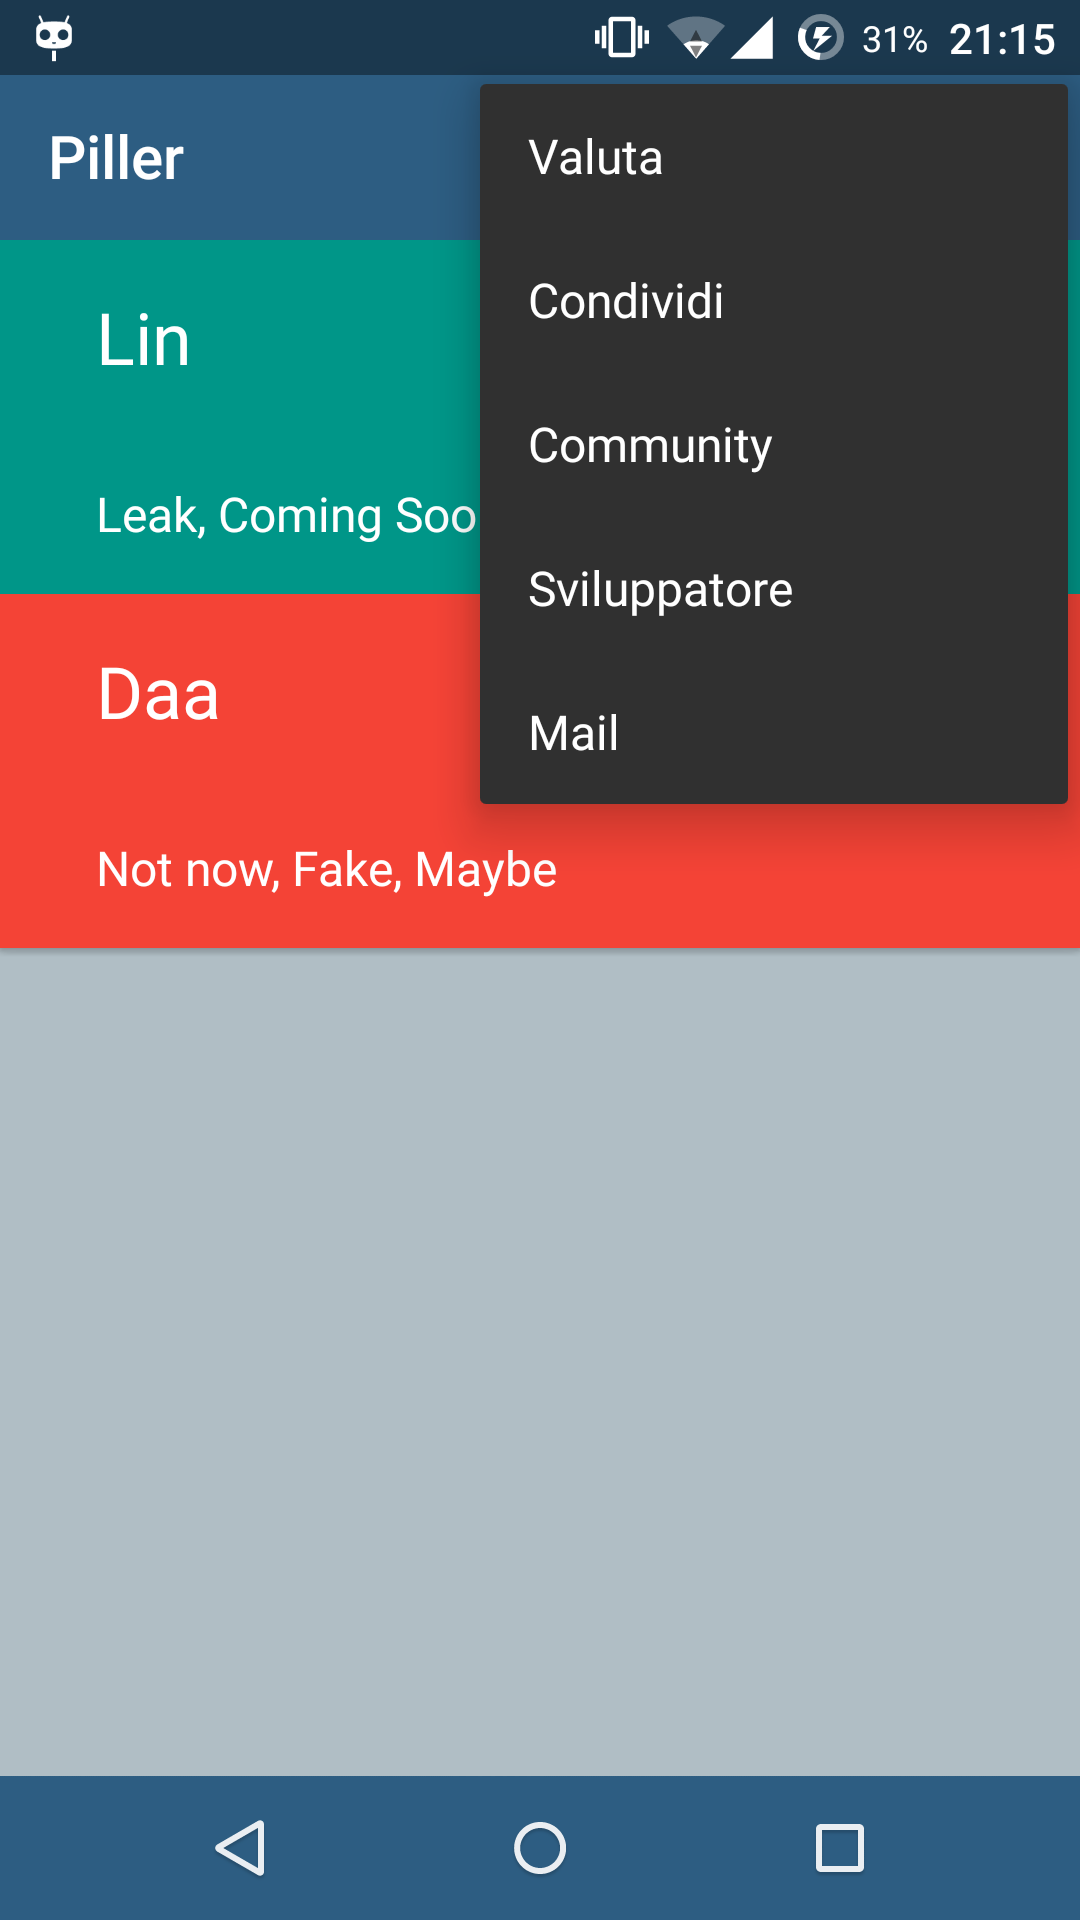 31% 21:15
Piller
Valuta
Condividi
Community
Sviluppatore
Mail
Lin
Leak, Coming Soo
Daa
Not now, Fake, Maybe